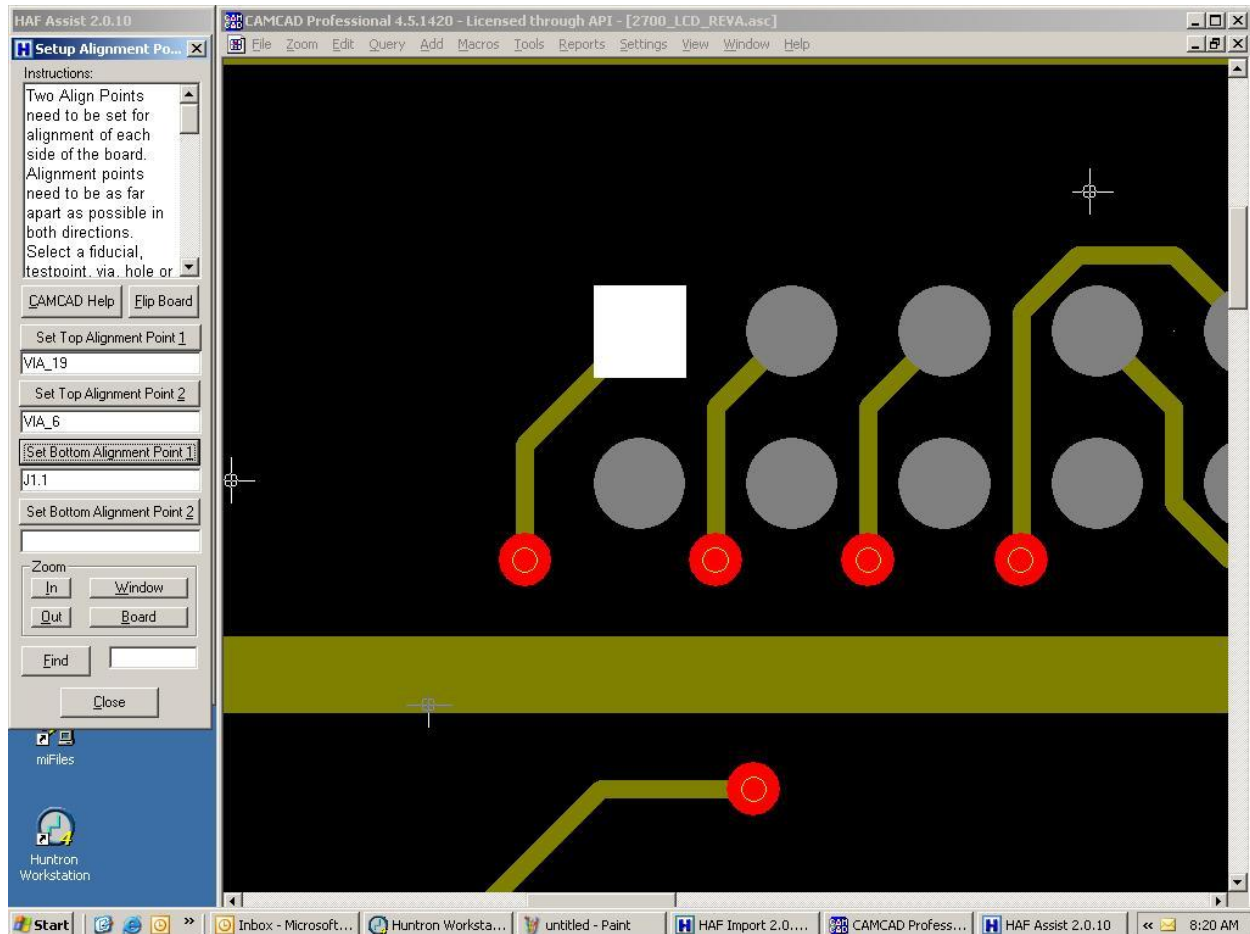 HAF Assist 2.0.10
CAMCAD Professional 4.5.1420 - Licensed through API - [2700_LCD_REVA.asc]
Setup Alignment Po...
File Zoom Edit Query Add Macros Tools Reports Settings View Window Help
Instructions:
Two Align Points
need to be set for
alignment of each
side of the board.
Alignment points
need to be as far
apart as possible in
both directions.
Select a fiducial,
testpoint, via, hole or
CAMCAD Help Flip Board
Set Top Alignment Point 1
VIA_19
Set Top Alignment Point 2
VIA_6
Set Bottom Alignment Point 1
J1.1
Set Bottom Alignment Point 2
Zoom
In Window
Out Board
Find
Close
miFiles
Huntron
Workstation
Start » Inbox - Microsoft... Huntron Worksta... untitled - Paint HAF Import 2.0.... CAMCAD Profess... HAF Assist 2.0.10 « 8:20 AM